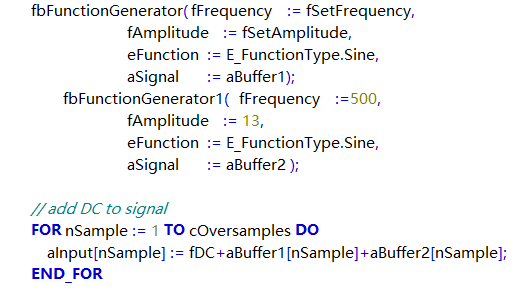 fbFunctionGenerator( fFrequency := fSetFrequency,
fAmplitude := fSetAmplitude,
eFunction := E_FunctionType.Sine,
aSignal := aBuffer1);
fbFunctionGenerator1( fFrequency :=500,
fAmplitude := 13,
eFunction := E_FunctionType.Sine,
aSignal := aBuffer2 );
// add DC to signal
FOR nSample := 1 TO cOversamples DO
aInput[nSample] := fDC+aBuffer1[nSample]+aBuffer2[nSample];
END_FOR